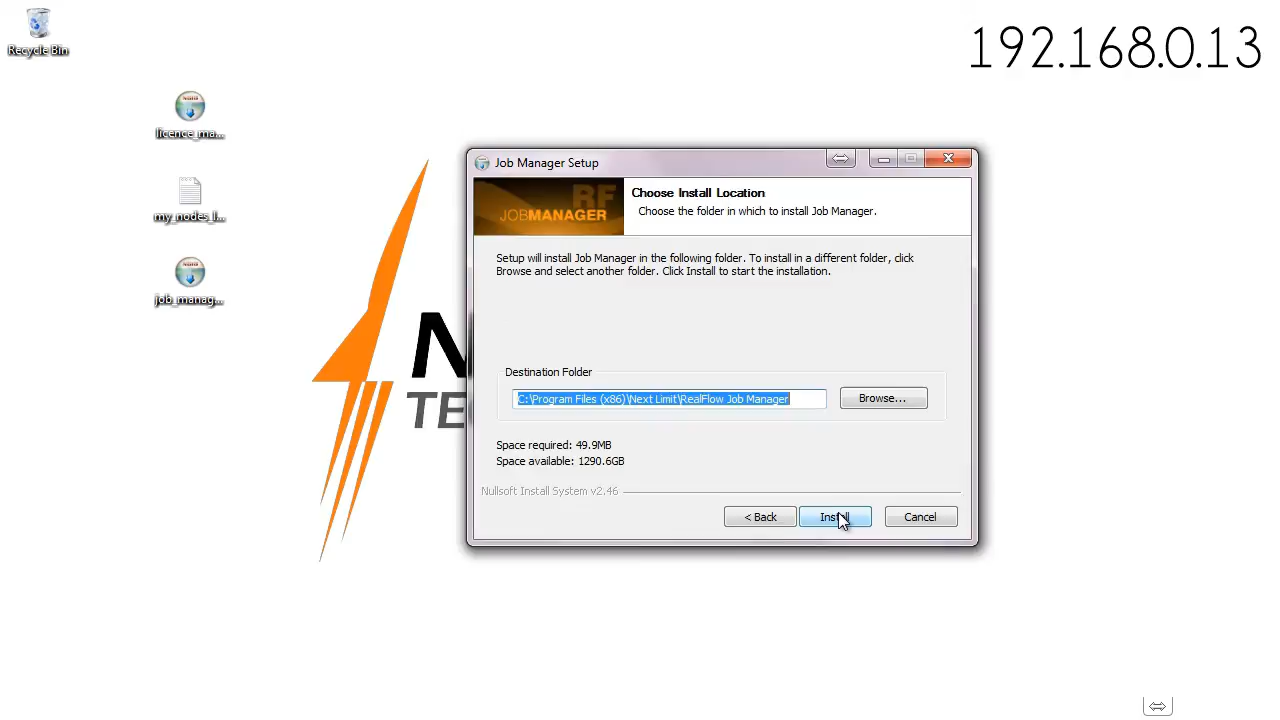 192.168.0.13
Recycle Bin
licence_ma...
my_nodes_l...
job_manag...
N
TE
Job Manager Setup
RF
JOBMANAGER
Choose Install Location
Choose the folder in which to install Job Manager.
Setup will install Job Manager in the following folder. To install in a different folder, click
Browse and select another folder. Click Install to start the installation.
Destination Folder
C:\Program Files (x86)\Next Limit\RealFlow Job Manager
Browse...
Space required: 49.9MB
Space available: 1290.6GB
Nullsoft Install System v2.46
< Back
Install
Cancel